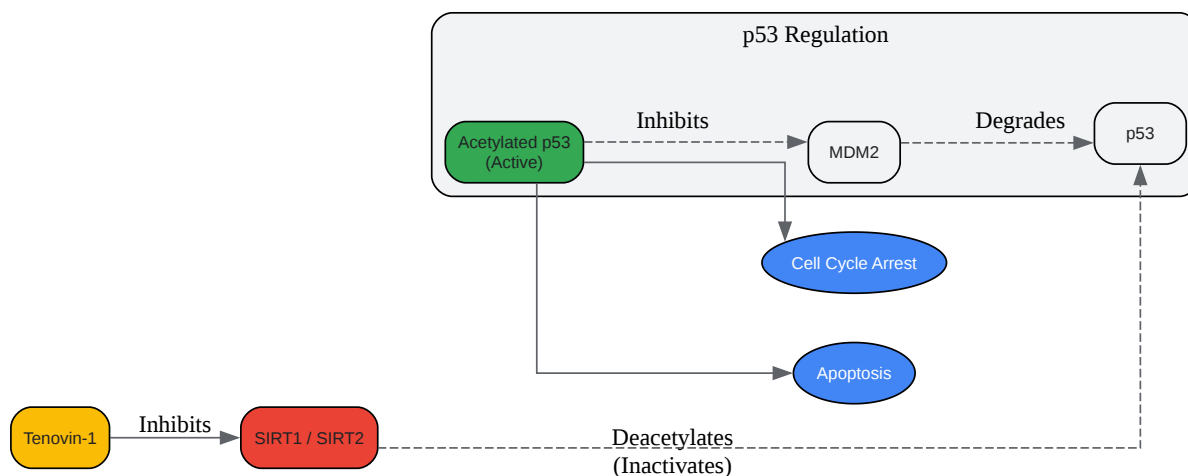 p53 Regulation
Inhibits
Degrades
Acetylated p53
(Active)
MDM2
p53
Cell Cycle Arrest
Apoptosis
Tenovin-1
Inhibits
SIRT1 / SIRT2
Deacetylates
(Inactivates)